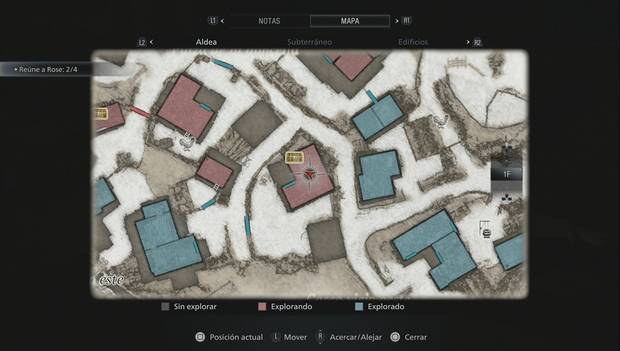 L1 NOTAS MAPA R1
L2 Aldea Subterráneo Edificios R2
Reúne a Rose: 2/4
1F
este
Sin explorar Explorando Explorado
Posición actual L Mover R Acercar/Alejar Cerrar